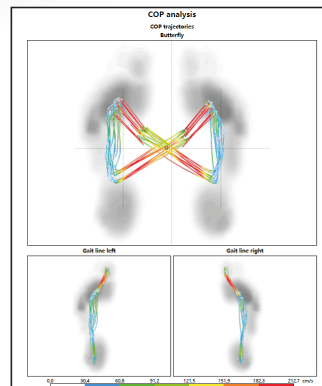 COP analysis
COP trajectories
Butterfly
Gait line left Gait line right
0,0 30,4 60,8 91,2 121,5 151,9 182,3 212,7 cm/s